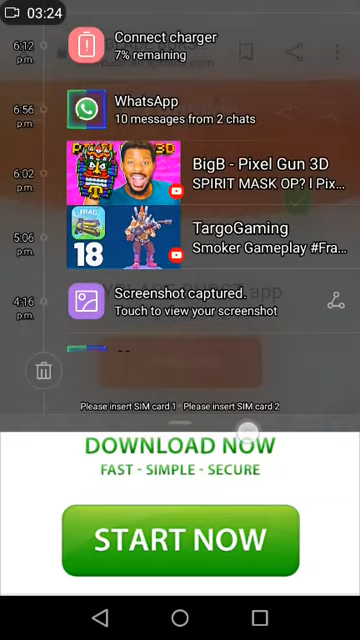 03:24
6:12
p.m.
Connect charger
7% remaining
6:56
p.m.
WhatsApp
10 messages from 2 chats
6:02
p.m.
BigB - Pixel Gun 3D
SPIRIT MASK OP? l Pix...
5:06
p.m.
18
TargoGaming
Smoker Gameplay #Fra...
4:16
p.m.
Screenshot captured.
Touch to view your screenshot
app
Please insert SIM card 1
Please insert SIM card 2
DOWNLOAD NOW
FAST - SIMPLE - SECURE
START NOW